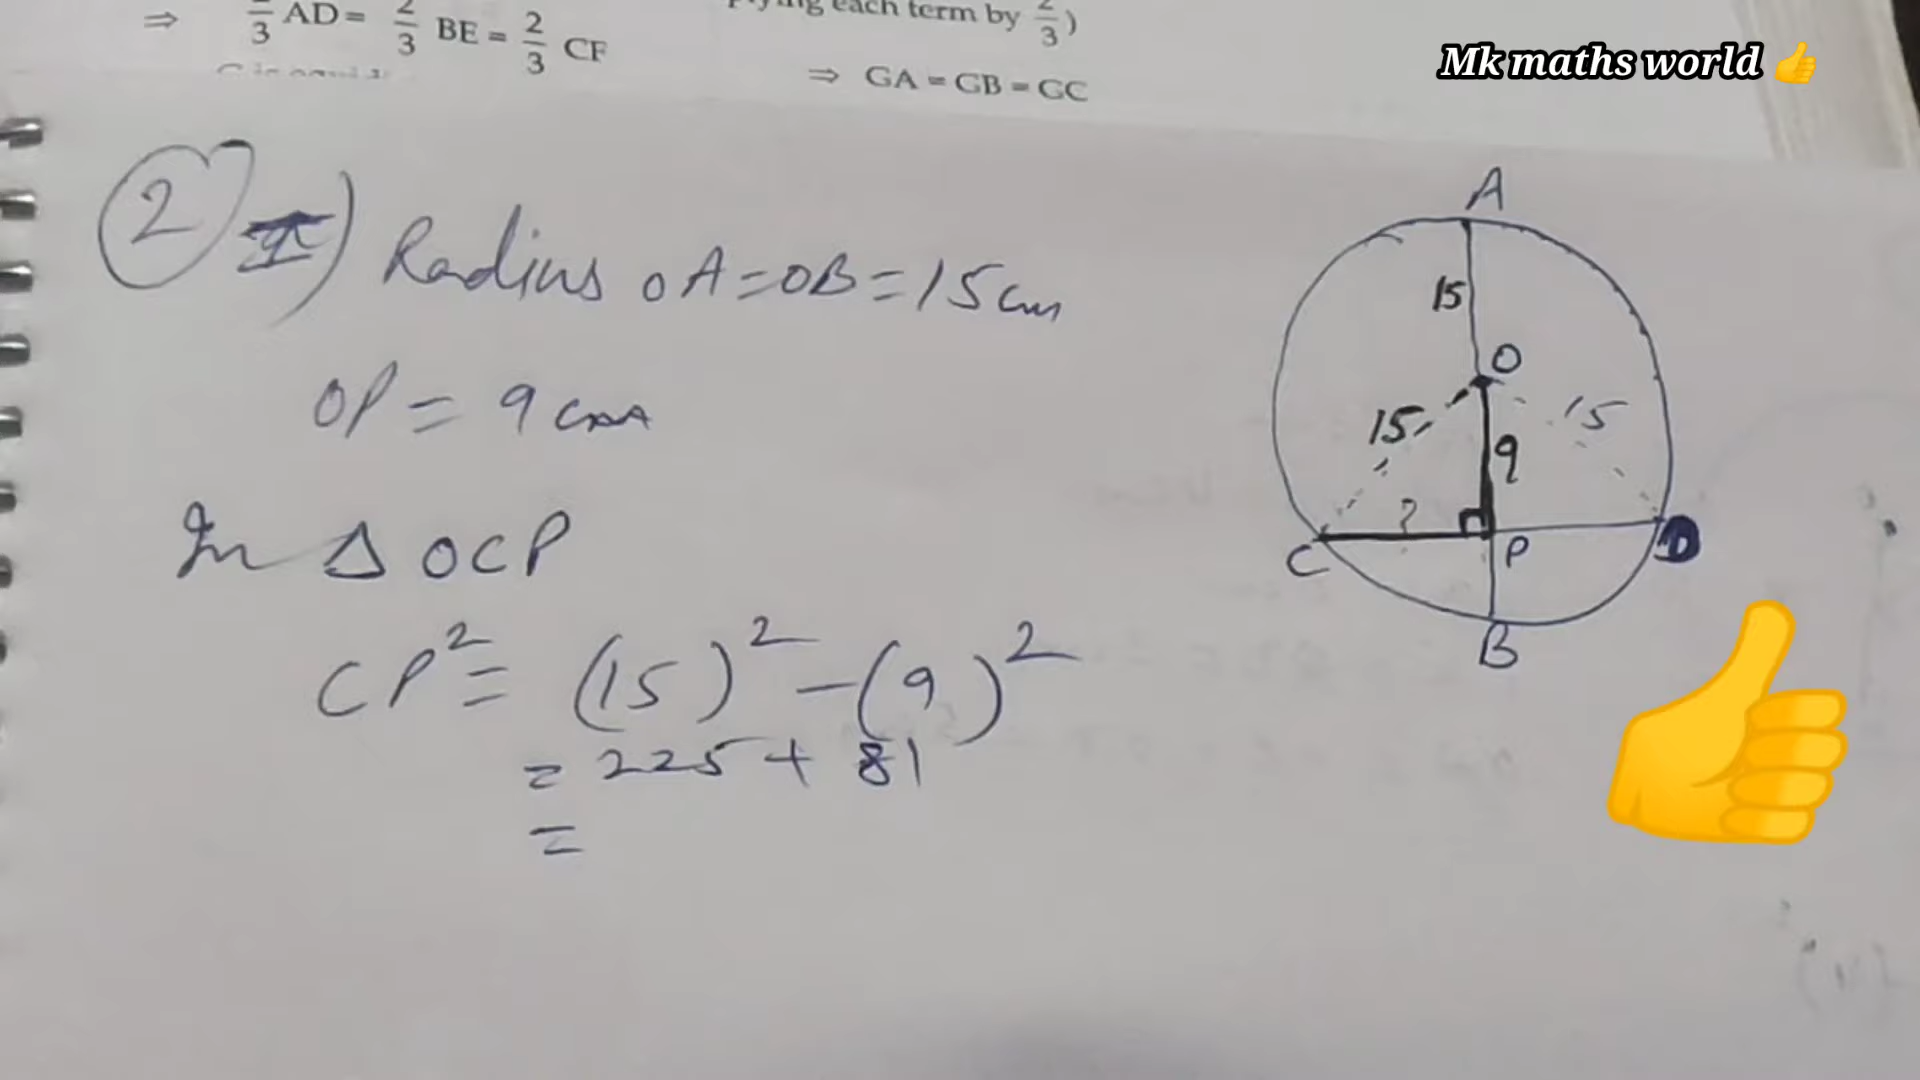 ⇒ 2/3 AD = 2/3 BE = 2/3 CF
each term by 2/3)
⇒ GA = GB = GC
Mk maths world 👍
② I) Radius OA = OB = 15 cm
OP = 9 cm
In Δ OCP
CP² = (15)² - (9)²
= 225 + 81
=
A
15
O
15
15
9
?
C
P
D
B